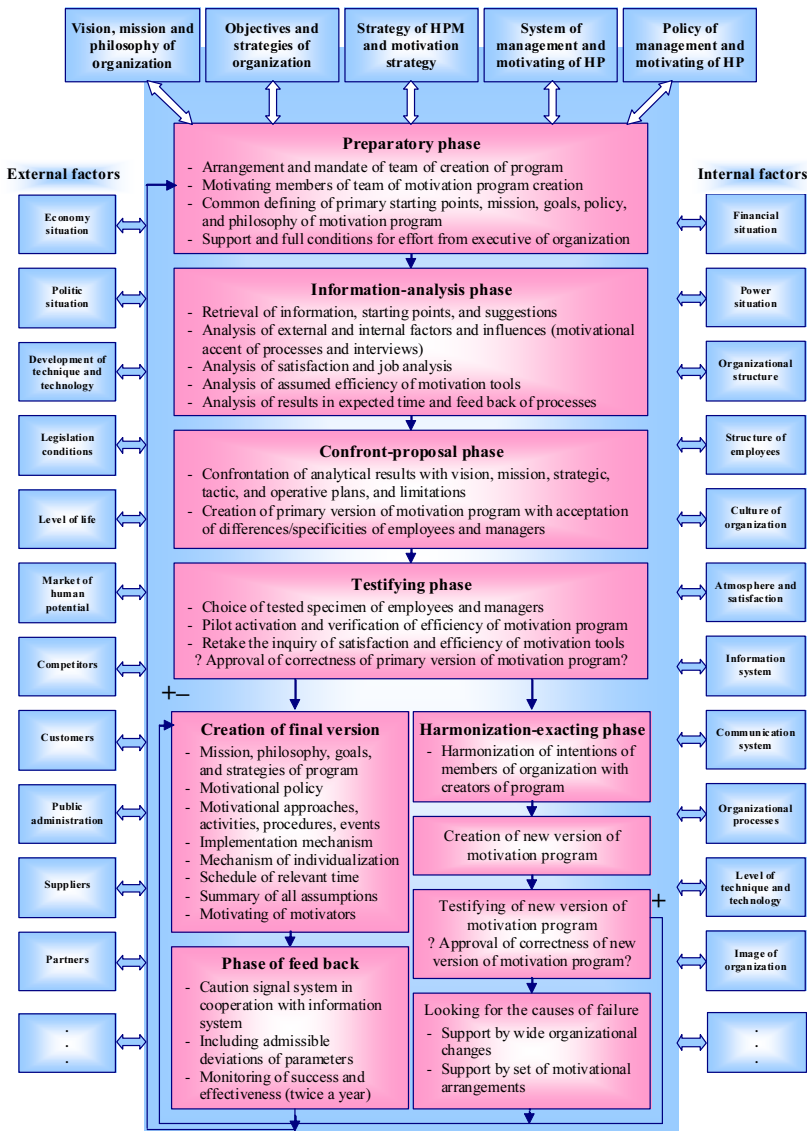 Vision, mission and
philosophy of
organization
Objectives and
strategies of
organization
Strategy of HPM
and motivation
strategy
System of
management and
motivating of HP
Policy of
management and
motivating of HP
External factors
Economy
situation
Politic
situation
Development of
technique and
technology
Legislation
conditions
Level of life
Market of
human
potential
Competitors
Customers
Public
administration
Suppliers
Partners
.
.
.
Preparatory phase
- Arrangement and mandate of team of creation of program
- Motivating members of team of motivation program creation
- Common defining of primary starting points, mission, goals, policy,
and philosophy of motivation program
- Support and full conditions for effort from executive of organization
Information-analysis phase
- Retrieval of information, starting points, and suggestions
- Analysis of external and internal factors and influences (motivational
accent of processes and interviews)
- Analysis of satisfaction and job analysis
- Analysis of assumed efficiency of motivation tools
- Analysis of results in expected time and feed back of processes
Confront-proposal phase
- Confrontation of analytical results with vision, mission, strategic,
tactic, and operative plans, and limitations
- Creation of primary version of motivation program with acceptation
of differences/specificities of employees and managers
Testifying phase
- Choice of tested specimen of employees and managers
- Pilot activation and verification of efficiency of motivation program
- Retake the inquiry of satisfaction and efficiency of motivation tools
? Approval of correctness of primary version of motivation program?
+−
Creation of final version
- Mission, philosophy, goals,
and strategies of program
- Motivational policy
- Motivational approaches,
activities, procedures, events
- Implementation mechanism
- Mechanism of individualization
- Schedule of relevant time
- Summary of all assumptions
- Motivating of motivators
Phase of feed back
- Caution signal system in
cooperation with information
system
- Including admissible
deviations of parameters
- Monitoring of success and
effectiveness (twice a year)
Harmonization-exacting phase
- Harmonization of intentions of
members of organization with
creators of program
Creation of new version of
motivation program
+
Testifying of new version of
motivation program
? Approval of correctness of new
version of motivation program?
Looking for the causes of failure
- Support by wide organizational
changes
- Support by set of motivational
arrangements
Internal factors
Financial
situation
Power
situation
Organizational
structure
Structure of
employees
Culture of
organization
Atmosphere and
satisfaction
Information
system
Communication
system
Organizational
processes
Level of
technique and
technology
Image of
organization
.
.
.